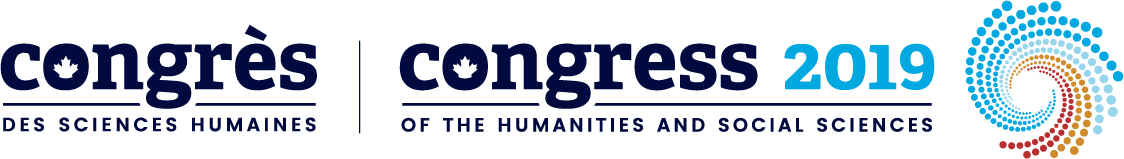 congrès
DES SCIENCES HUMAINES
congress 2019
OF THE HUMANITIES AND SOCIAL SCIENCES